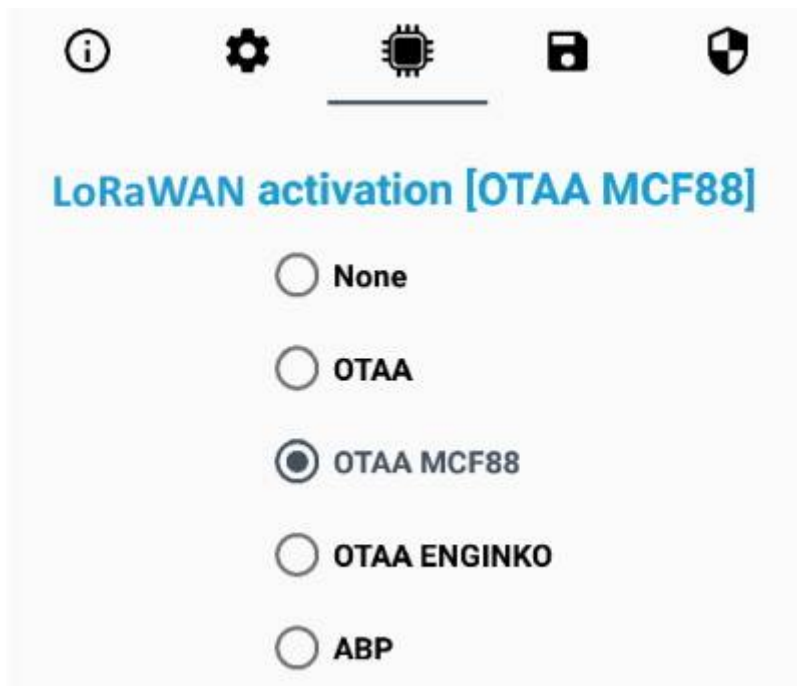 LoRaWAN activation [OTAA MCF88]
None
OTAA
OTAA MCF88
OTAA ENGINKO
ABP